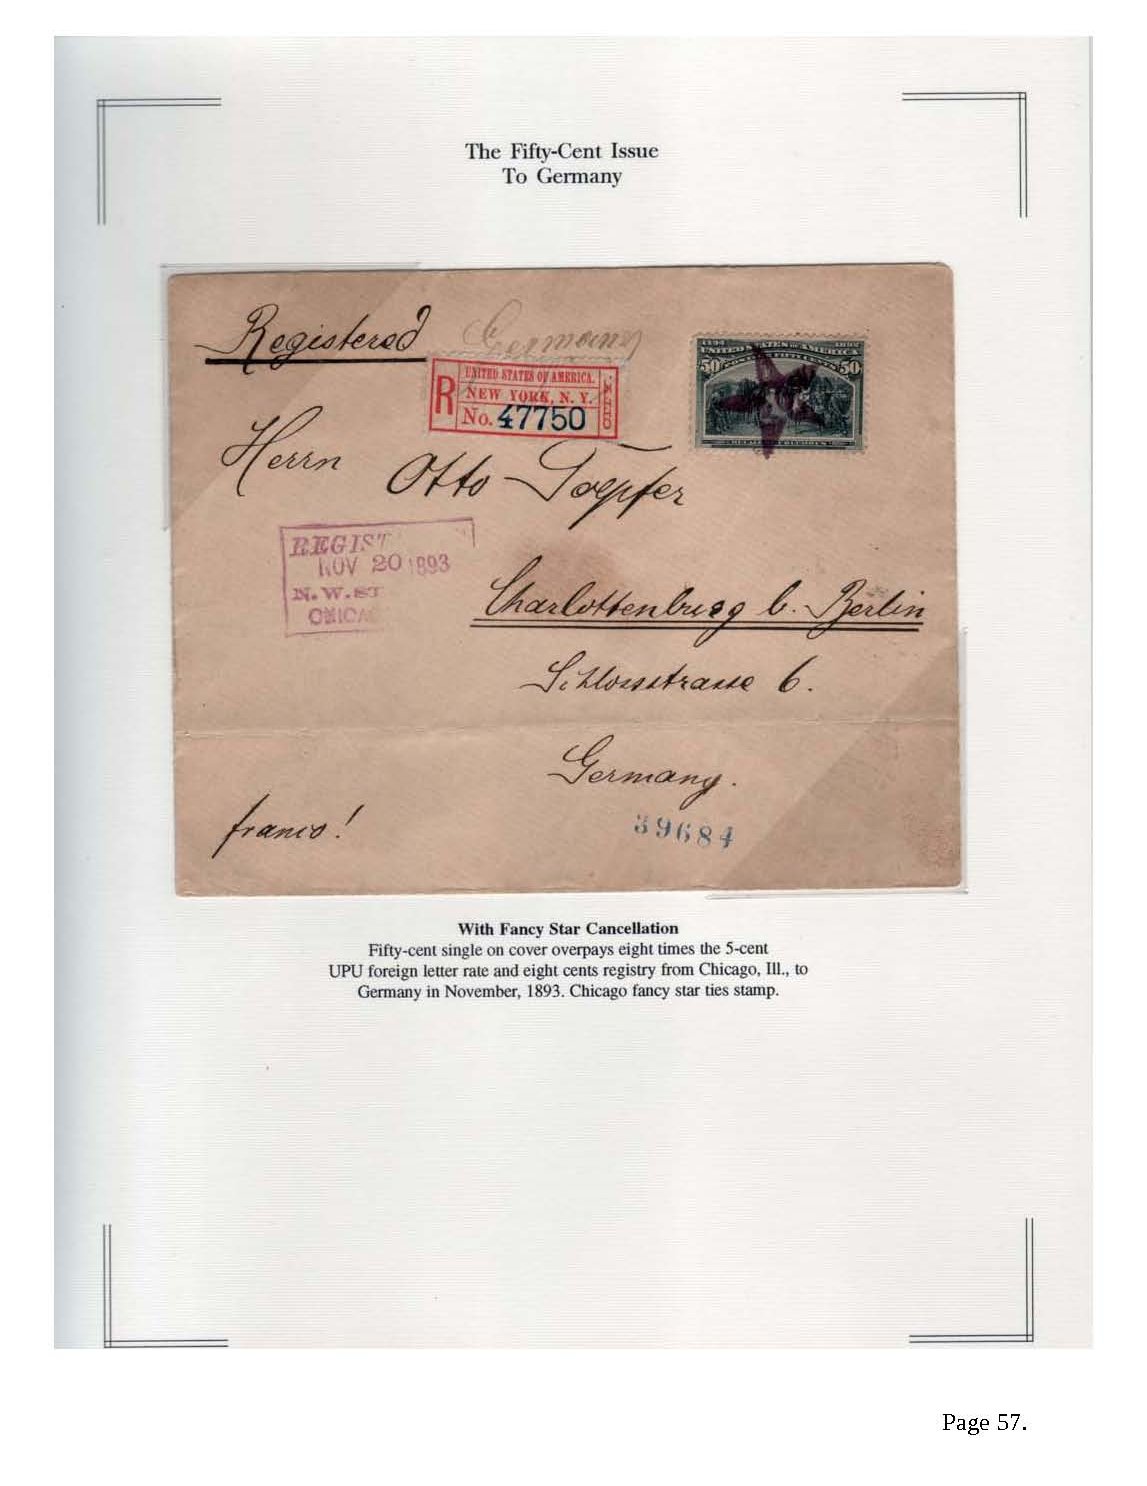 The Fifty-Cent Issue
To Germany
Registered
Germany
1492 1892
UNITED STATES OF AMERICA
50 50
R
UNITED STATES OF AMERICA.
NEW YORK, N. Y.
No. 47750
Herrn Otto Toepfer
REGIST
NOV 20 1893
N. W. ST
CHICA
Charlottenburg b. Berlin
Schlossstrasse 6.
Germany.
franco!
39684
With Fancy Star Cancellation
Fifty-cent single on cover overpays eight times the 5-cent
UPU foreign letter rate and eight cents registry from Chicago, Ill., to
Germany in November, 1893. Chicago fancy star ties stamp.
Page 57.